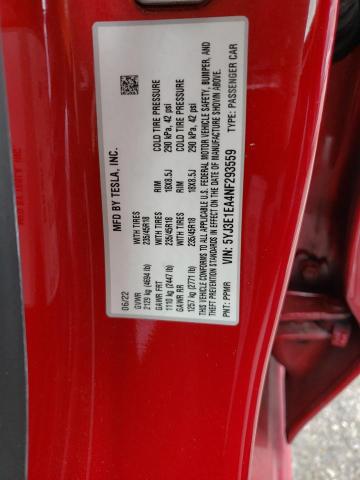 MFD BY TESLA, INC.
06/22
GVWR
2129 kg (4694 lb)
GAWR FRT
WITH TIRES
RIM
COLD TIRE PRESSURE
1110 kg (2447 lb)
235/45R18
18X8.5J
290 kPa, 42 psi
GAWR RR
WITH TIRES
RIM
COLD TIRE PRESSURE
1257 kg (2771 lb)
235/45R18
18X8.5J
290 kPa, 42 psi
THIS VEHICLE CONFORMS TO ALL APPLICABLE
U.S. FEDERAL MOTOR VEHICLE SAFETY, BUMPER, AND
THEFT PREVENTION STANDARDS IN EFFECT ON THE DATE
OF MANUFACTURE SHOWN ABOVE.
VIN: 5YJ3E1EA4NF293559
TYPE: PASSENGER CAR
PNT: PPMR